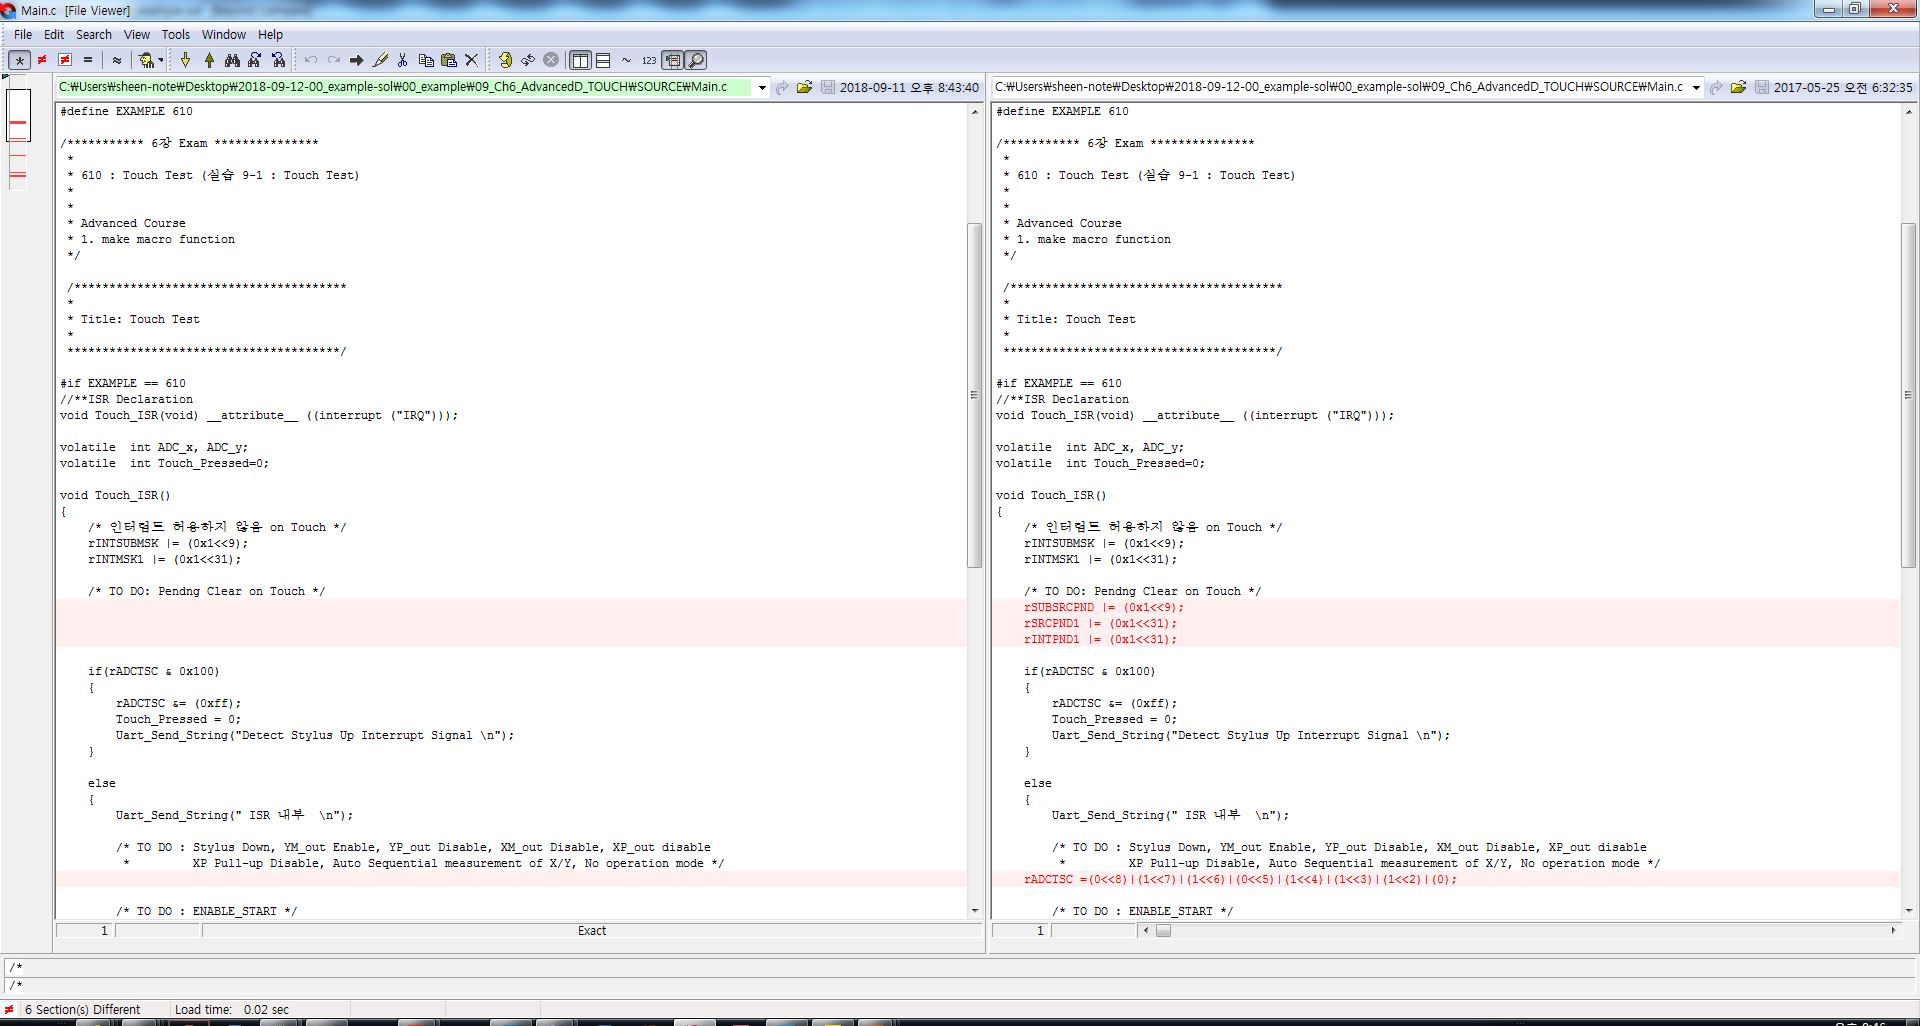 Main.c [File Viewer]
File Edit Search View Tools Window Help
C:₩Users₩sheen-note₩Desktop₩2018-09-12-00_example-sol₩00_example₩09_Ch6_AdvancedD_TOUCH₩SOURCE₩Main.c 2018-09-11 오후 8:43:40
#define EXAMPLE 610
/*********** 6장 Exam ***************
*
* 610 : Touch Test (실습 9-1 : Touch Test)
*
*
* Advanced Course
* 1. make macro function
*/
/***************************************
*
* Title: Touch Test
*
***************************************/
#if EXAMPLE == 610
//**ISR Declaration
void Touch_ISR(void) __attribute__ ((interrupt ("IRQ")));
volatile  int ADC_x, ADC_y;
volatile  int Touch_Pressed=0;
void Touch_ISR()
{
/* 인터럽트 허용하지 않음 on Touch */
rINTSUBMSK |= (0x1<<9);
rINTMSK1 |= (0x1<<31);
/* TO DO: Pendng Clear on Touch */
if(rADCTSC & 0x100)
{
rADCTSC &= (0xff);
Touch_Pressed = 0;
Uart_Send_String("Detect Stylus Up Interrupt Signal \n");
}
else
{
Uart_Send_String(" ISR 내부  \n");
/* TO DO : Stylus Down, YM_out Enable, YP_out Disable, XM_out Disable, XP_out disable
*         XP Pull-up Disable, Auto Sequential measurement of X/Y, No operation mode */
/* TO DO : ENABLE_START */
1 Exact
C:₩Users₩sheen-note₩Desktop₩2018-09-12-00_example-sol₩00_example-sol₩09_Ch6_AdvancedD_TOUCH₩SOURCE₩Main.c 2017-05-25 오전 6:32:35
#define EXAMPLE 610
/*********** 6장 Exam ***************
*
* 610 : Touch Test (실습 9-1 : Touch Test)
*
*
* Advanced Course
* 1. make macro function
*/
/***************************************
*
* Title: Touch Test
*
***************************************/
#if EXAMPLE == 610
//**ISR Declaration
void Touch_ISR(void) __attribute__ ((interrupt ("IRQ")));
volatile  int ADC_x, ADC_y;
volatile  int Touch_Pressed=0;
void Touch_ISR()
{
/* 인터럽트 허용하지 않음 on Touch */
rINTSUBMSK |= (0x1<<9);
rINTMSK1 |= (0x1<<31);
/* TO DO: Pendng Clear on Touch */
rSUBSRCPND |= (0x1<<9);
rSRCPND1 |= (0x1<<31);
rINTPND1 |= (0x1<<31);
if(rADCTSC & 0x100)
{
rADCTSC &= (0xff);
Touch_Pressed = 0;
Uart_Send_String("Detect Stylus Up Interrupt Signal \n");
}
else
{
Uart_Send_String(" ISR 내부  \n");
/* TO DO : Stylus Down, YM_out Enable, YP_out Disable, XM_out Disable, XP_out disable
*         XP Pull-up Disable, Auto Sequential measurement of X/Y, No operation mode */
rADCTSC =(0<<8)|(1<<7)|(1<<6)|(0<<5)|(1<<4)|(1<<3)|(1<<2)|(0);
/* TO DO : ENABLE_START */
1
/*
/*
6 Section(s) Different Load time: 0.02 sec